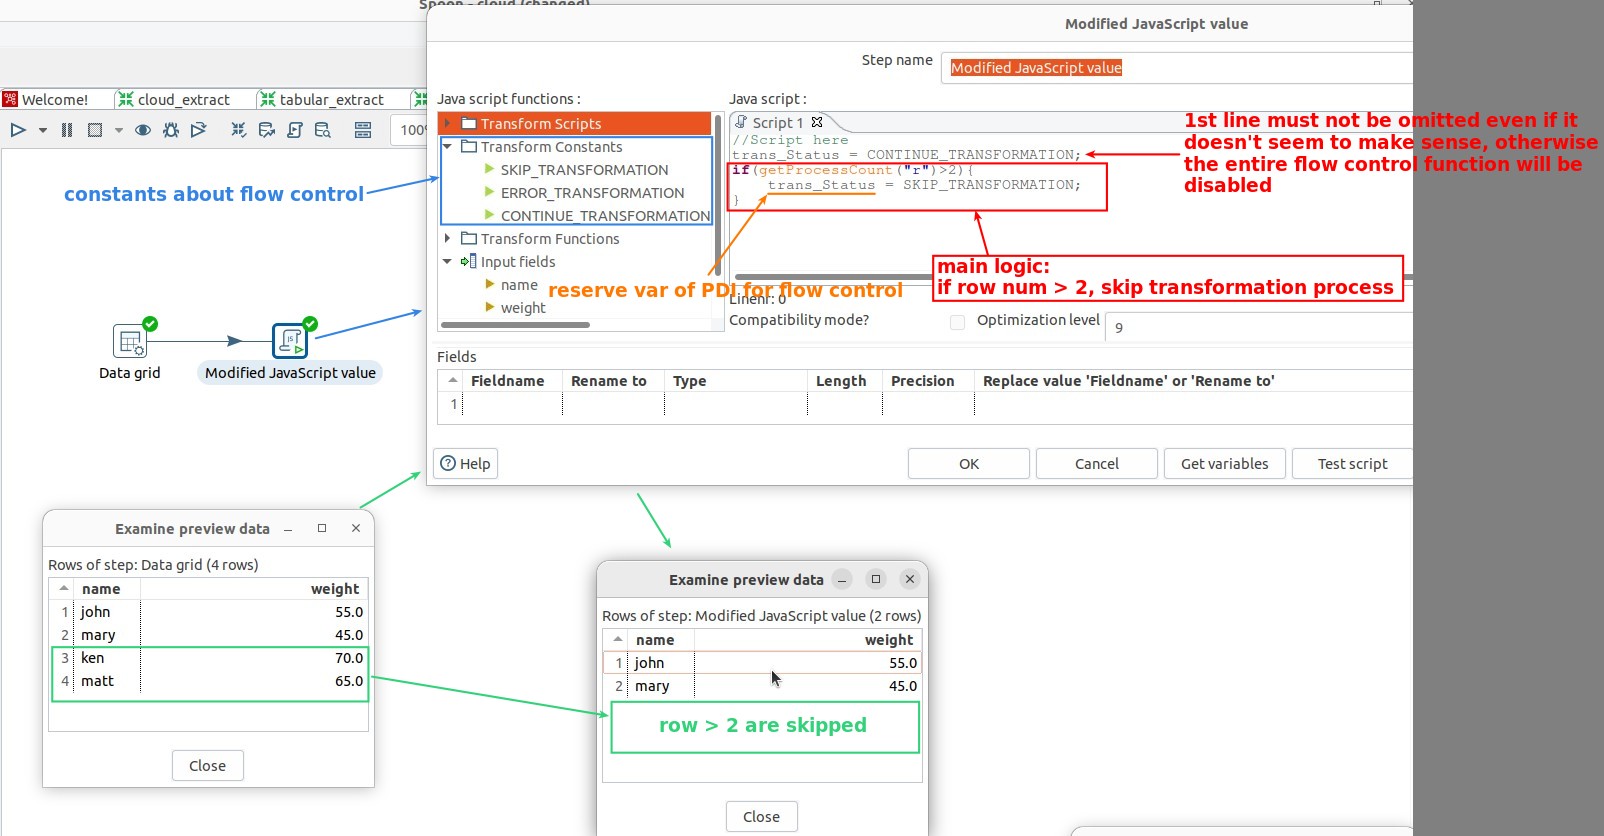 Spoon - cloud (changed)
Modified JavaScript value
Step name
Modified JavaScript value
Welcome!
cloud_extract
tabular_extract
100%
Java script functions :
Transform Scripts
Transform Constants
SKIP_TRANSFORMATION
ERROR_TRANSFORMATION
CONTINUE_TRANSFORMATION
Transform Functions
Input fields
name
weight
Java script :
Script 1
//Script here
trans_Status = CONTINUE_TRANSFORMATION;
if(getProcessCount("r")>2){
trans_Status = SKIP_TRANSFORMATION;
}
1st line must not be omitted even if it
doesn't seem to make sense, otherwise
the entire flow control function will be
disabled
constants about flow control
main logic:
if row num > 2, skip transformation process
reserve var of PDI for flow control
Linenr: 0
Compatibility mode?
Optimization level
9
Data grid
Modified JavaScript value
Fields
Fieldname Rename to Type Length Precision Replace value 'Fieldname' or 'Rename to'
1
Help
OK
Cancel
Get variables
Test script
Examine preview data
Rows of step: Data grid (4 rows)
name weight
1 john 55.0
2 mary 45.0
3 ken 70.0
4 matt 65.0
Close
Examine preview data
Rows of step: Modified JavaScript value (2 rows)
name weight
1 john 55.0
2 mary 45.0
row > 2 are skipped
Close